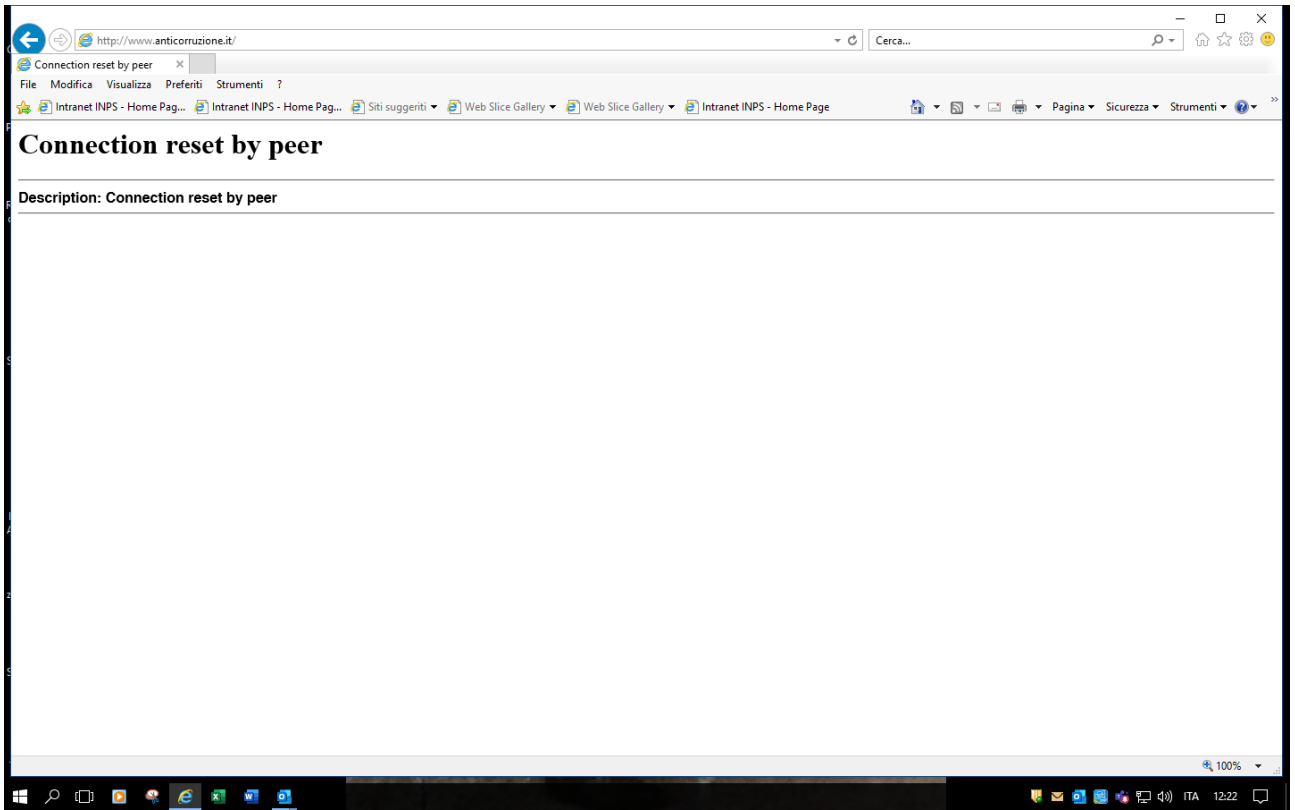 http://www.anticorruzione.it/
Cerca...
Connection reset by peer
File Modifica Visualizza Preferiti Strumenti ?
Intranet INPS - Home Pag... Intranet INPS - Home Pag... Siti suggeriti Web Slice Gallery Web Slice Gallery Intranet INPS - Home Page Pagina Sicurezza Strumenti
Connection reset by peer
Description: Connection reset by peer
100%
ITA 12:22